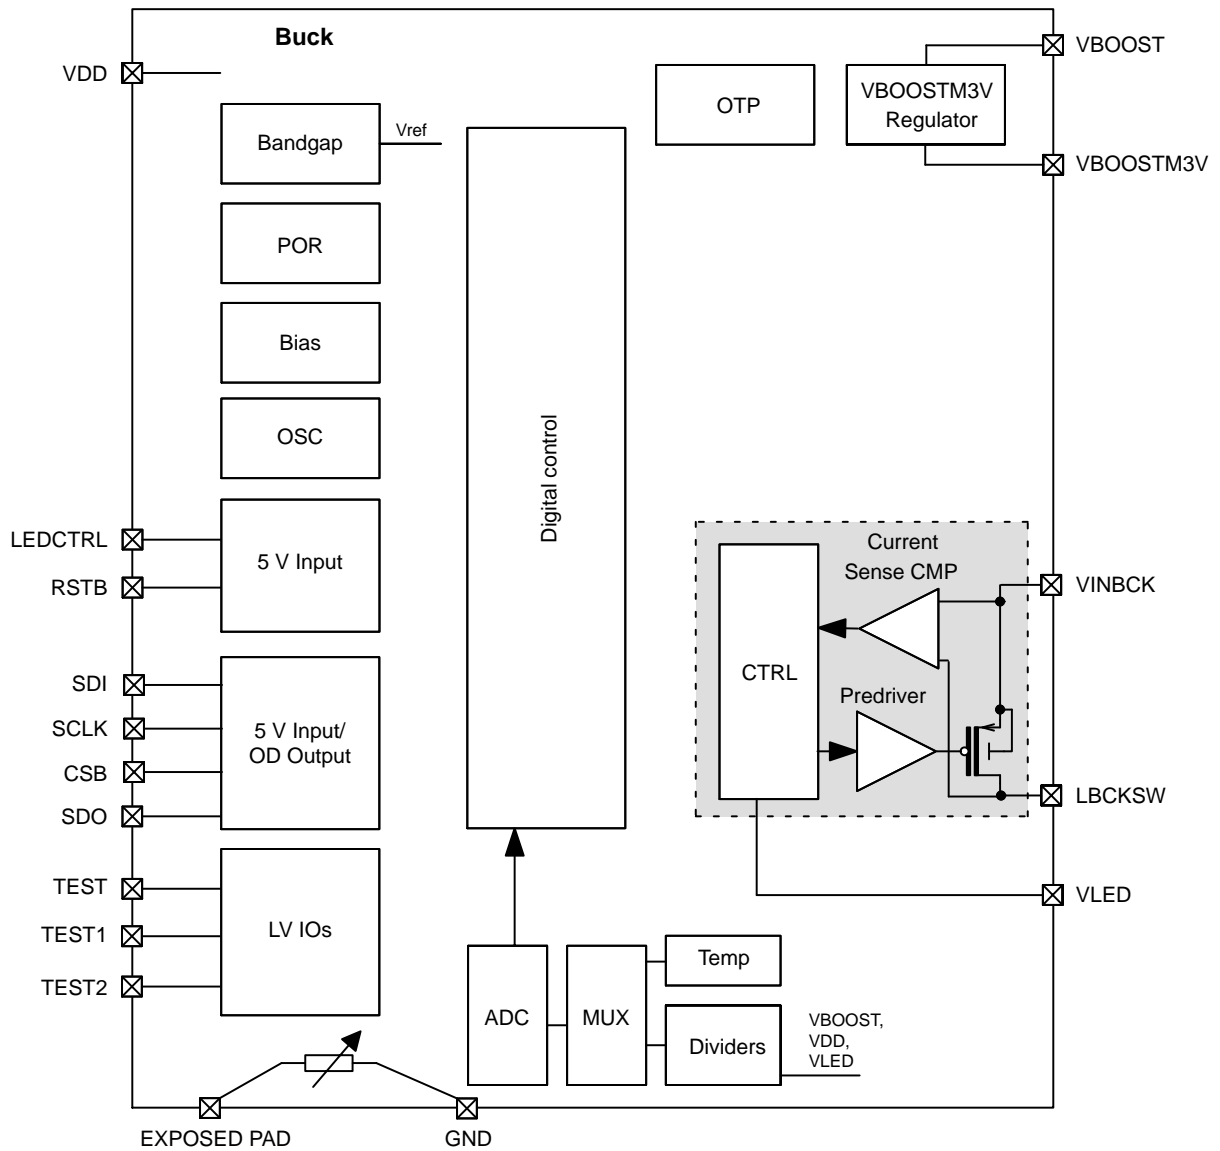 Buck
VDD
VBOOST
VBOOSTM3V
Regulator
OTP
Bandgap
Vref
VBOOSTM3V
POR
Bias
OSC
Digital control
LEDCTRL
RSTB
5 V Input
Current
Sense CMP
VINBCK
CTRL
Predriver
LBCKSW
SDI
SCLK
CSB
SDO
5 V Input/
OD Output
TEST
TEST1
TEST2
LV IOs
VLED
ADC
MUX
Temp
Dividers
VBOOST,
VDD,
VLED
EXPOSED PAD
GND